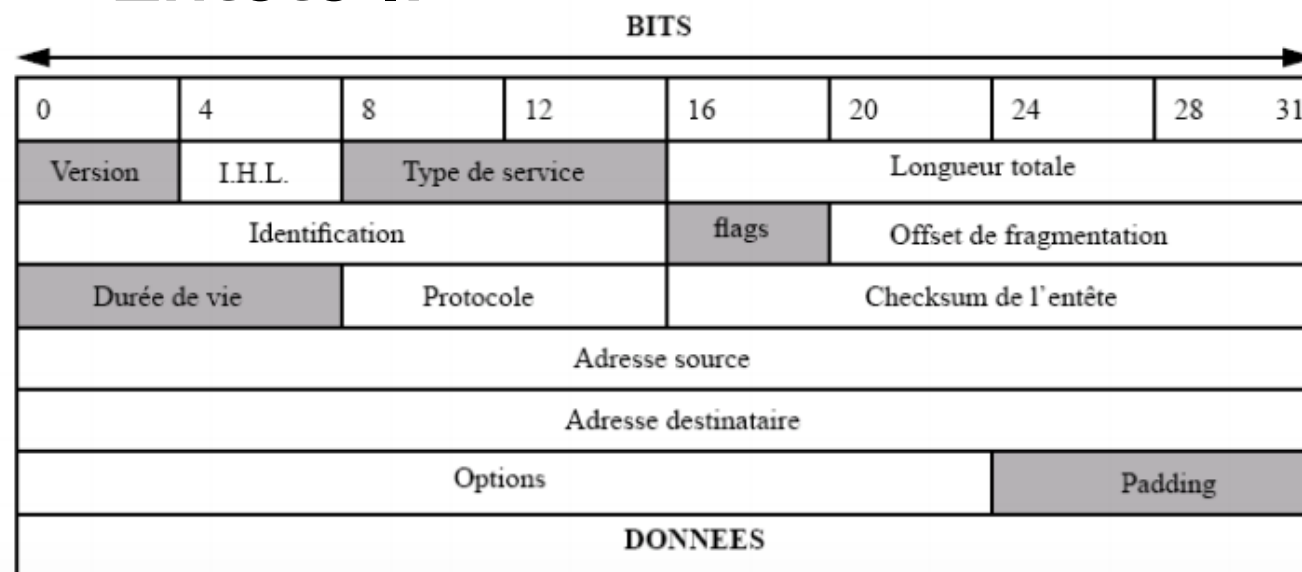 BITS
0 4 8 12 16 20 24 28 31
Version I.H.L. Type de service Longueur totale
Identification flags Offset de fragmentation
Durée de vie Protocole Checksum de l'entête
Adresse source
Adresse destinataire
Options Padding
DONNEES